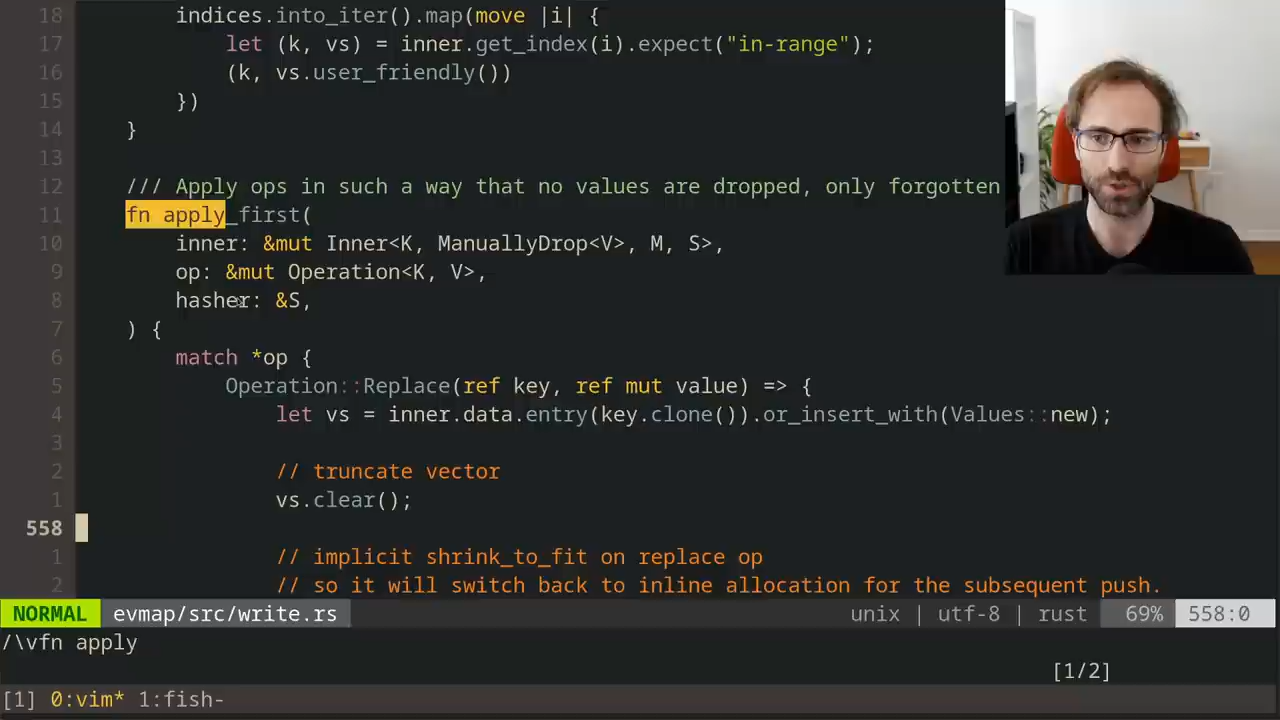 18 indices.into_iter().map(move |i| {
17 let (k, vs) = inner.get_index(i).expect("in-range");
16 (k, vs.user_friendly())
15 })
14 }
13
12 /// Apply ops in such a way that no values are dropped, only forgotten
11 fn apply_first(
10 inner: &mut Inner<K, ManuallyDrop<V>, M, S>,
9 op: &mut Operation<K, V>,
8 hasher: &S,
7 ) {
6 match *op {
5 Operation::Replace(ref key, ref mut value) => {
4 let vs = inner.data.entry(key.clone()).or_insert_with(Values::new);
3
2 // truncate vector
1 vs.clear();
558
1 // implicit shrink_to_fit on replace op
2 // so it will switch back to inline allocation for the subsequent push.
NORMAL evmap/src/write.rs unix | utf-8 | rust 69% 558:0
/\vfn apply
[1/2]
[1] 0:vim* 1:fish-